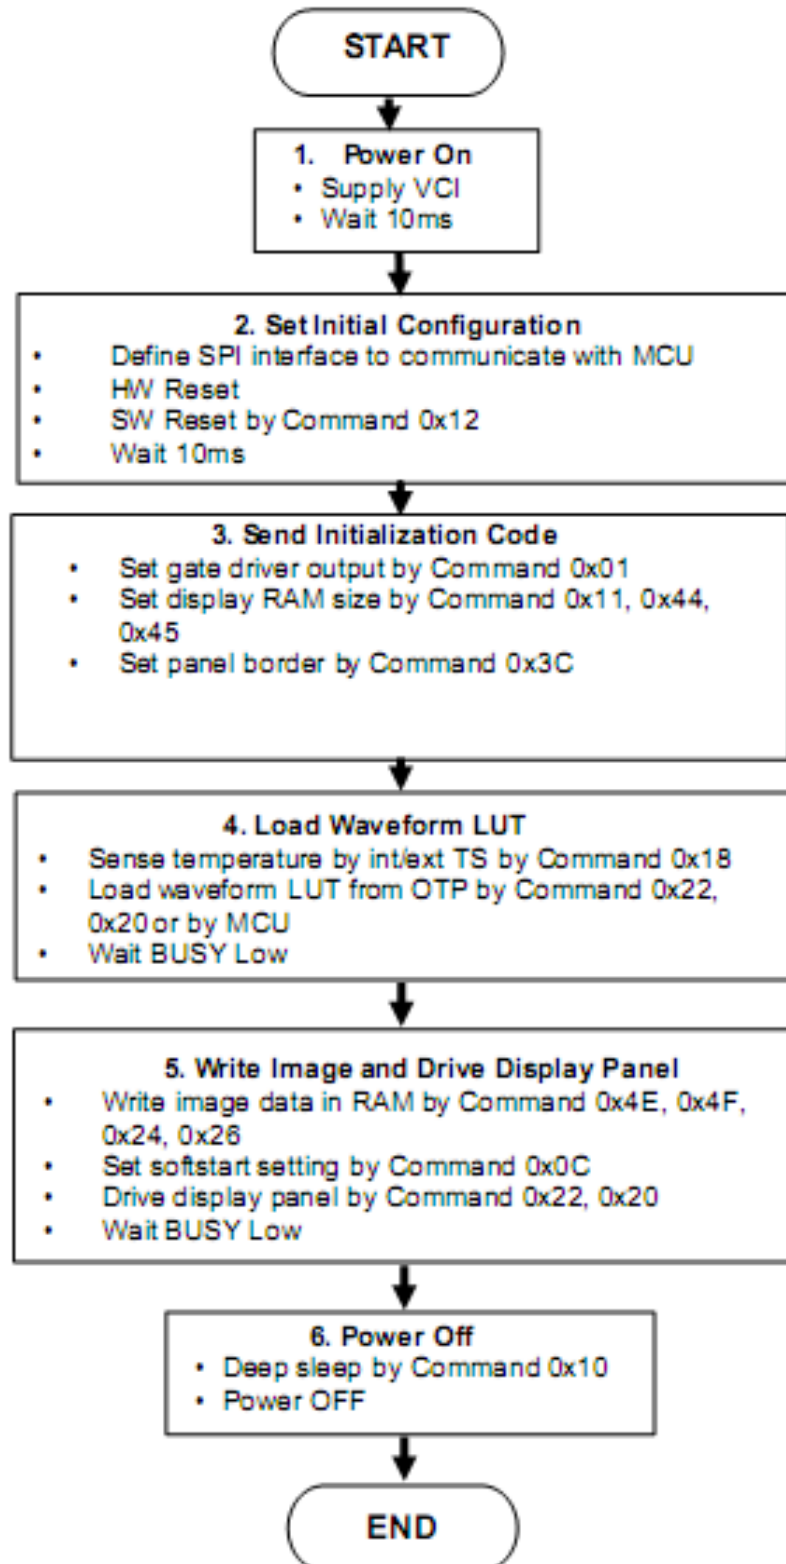 START
1. Power On
• Supply VCI
• Wait 10ms
2. Set Initial Configuration
• Define SPI interface to communicate with MCU
• HW Reset
• SW Reset by Command 0x12
• Wait 10ms
3. Send Initialization Code
• Set gate driver output by Command 0x01
• Set display RAM size by Command 0x11, 0x44,
0x45
• Set panel border by Command 0x3C
4. Load Waveform LUT
• Sense temperature by int/ext TS by Command 0x18
• Load waveform LUT from OTP by Command 0x22,
0x20 or by MCU
• Wait BUSY Low
5. Write Image and Drive Display Panel
• Write image data in RAM by Command 0x4E, 0x4F,
0x24, 0x26
• Set softstart setting by Command 0x0C
• Drive display panel by Command 0x22, 0x20
• Wait BUSY Low
6. Power Off
• Deep sleep by Command 0x10
• Power OFF
END